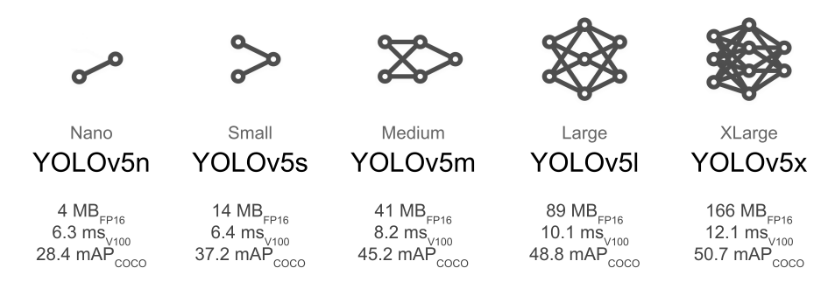 Nano Small Medium Large XLarge
YOLOv5n YOLOv5s YOLOv5m YOLOv5l YOLOv5x
4 MB FP16 14 MB FP16 41 MB FP16 89 MB FP16 166 MB FP16
6.3 ms V100 6.4 ms V100 8.2 ms V100 10.1 ms V100 12.1 ms V100
28.4 mAP COCO 37.2 mAP COCO 45.2 mAP COCO 48.8 mAP COCO 50.7 mAP COCO